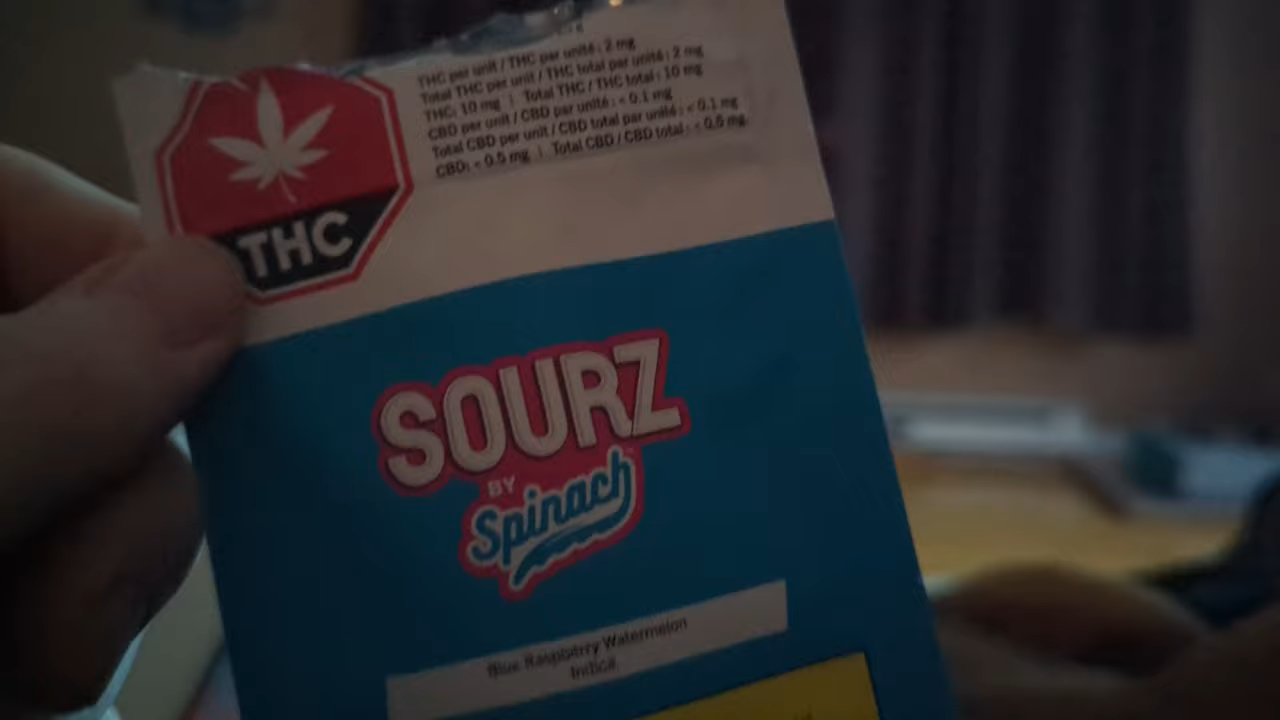 THC per unit / THC par unité : 2 mg
Total THC per unit / THC total par unité : 2 mg
THC: 10 mg | Total THC / THC total : 10 mg
CBD per unit / CBD par unité : < 0.1 mg
Total CBD per unit / CBD total par unité : < 0.1 mg
CBD: < 0.5 mg | Total CBD / CBD total : < 0.5 mg
THC
SOURZ
BY
Spinach
Blue Raspberry Watermelon
Indica